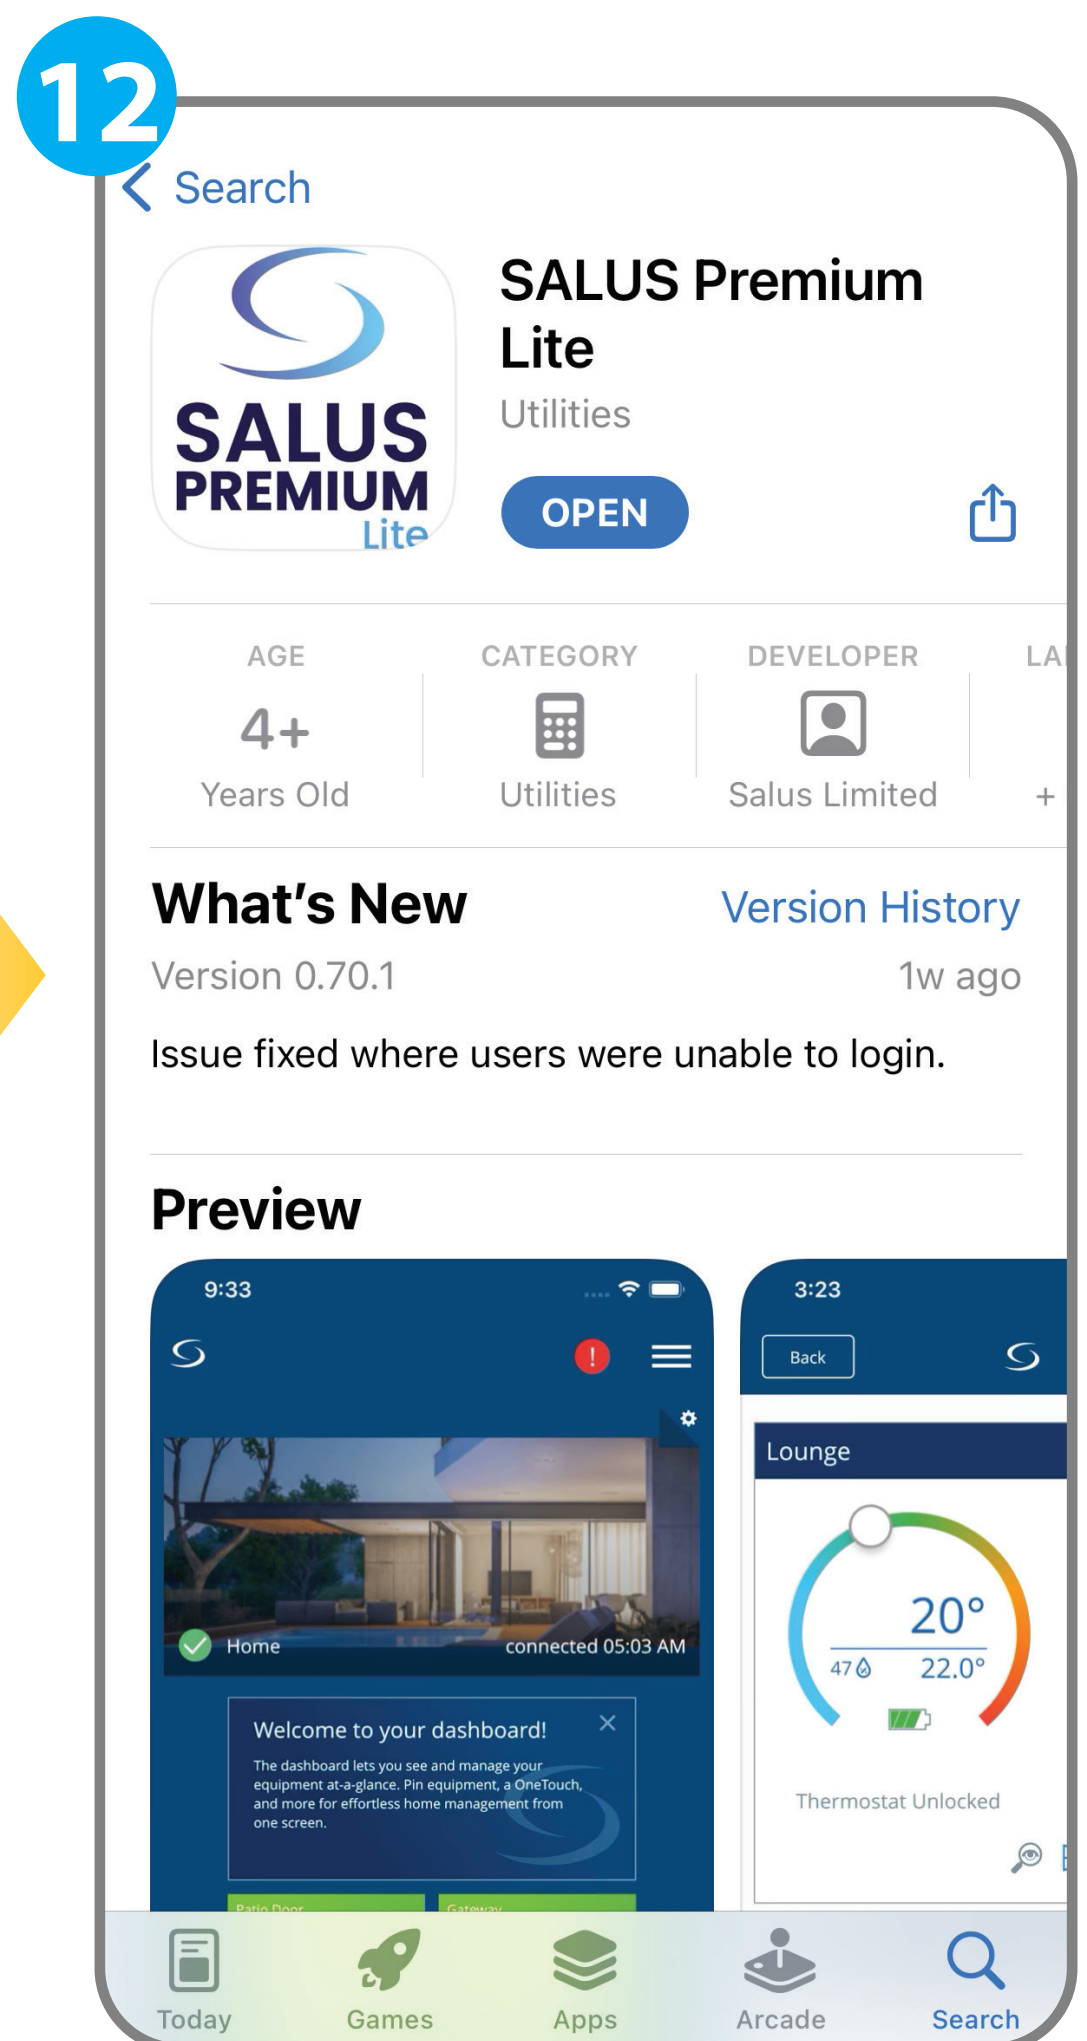 12
Search
SALUS
PREMIUM
Lite
SALUS Premium
Lite
Utilities
OPEN
AGE
CATEGORY
DEVELOPER
4+
Years Old
Utilities
Salus Limited
+
What's New
Version History
Version 0.70.1
1w ago
Issue fixed where users were unable to login.
Preview
9:33
Home
connected 05:03 AM
Welcome to your dashboard!
The dashboard lets you see and manage your
equipment at-a-glance. Pin equipment, a OneTouch,
and more for effortless home management from
one screen.
Patio Door
Gateway
3:23
Back
Lounge
20°
47
22.0°
Thermostat Unlocked
Today
Games
Apps
Arcade
Search